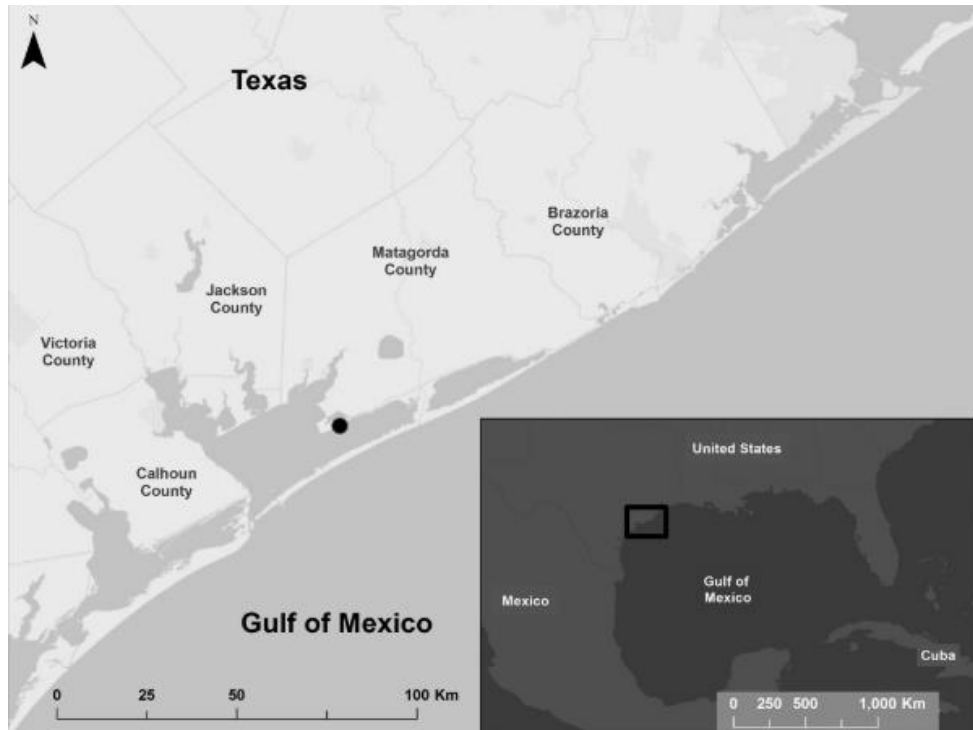 N
Texas
Brazoria
County
Matagorda
County
Jackson
County
Victoria
County
Calhoun
County
Gulf of Mexico
0 25 50 100 Km
United States
Gulf of
Mexico
Mexico
Cuba
0 250 500 1,000 Km